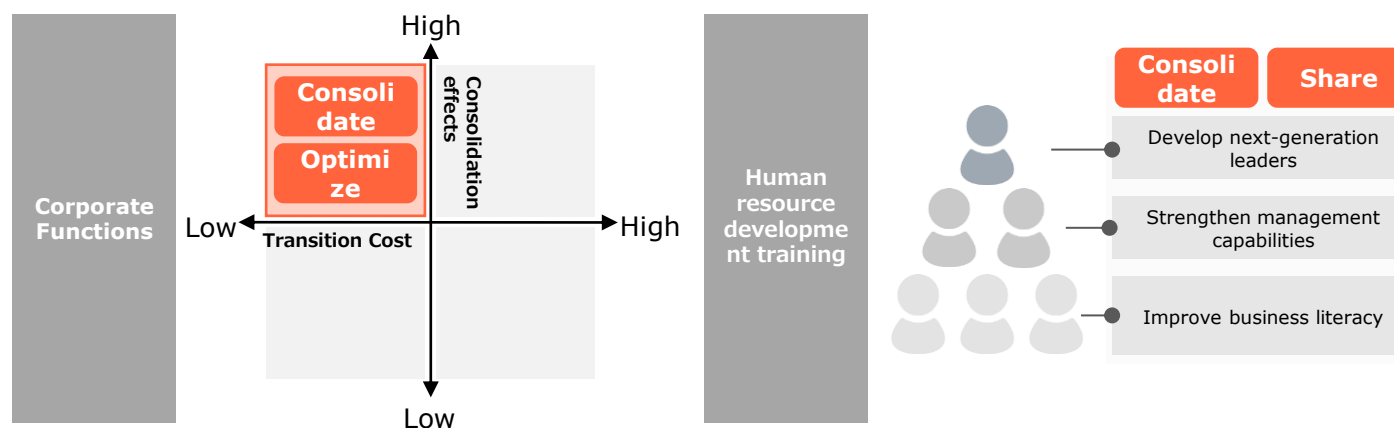 Corporate
Functions
High
Consoli
date
Optimi
ze
Consolidation
effects
Low
High
Transition Cost
Low
Human
resource
developme
nt training
Consoli
date
Share
Develop next-generation
leaders
Strengthen management
capabilities
Improve business literacy